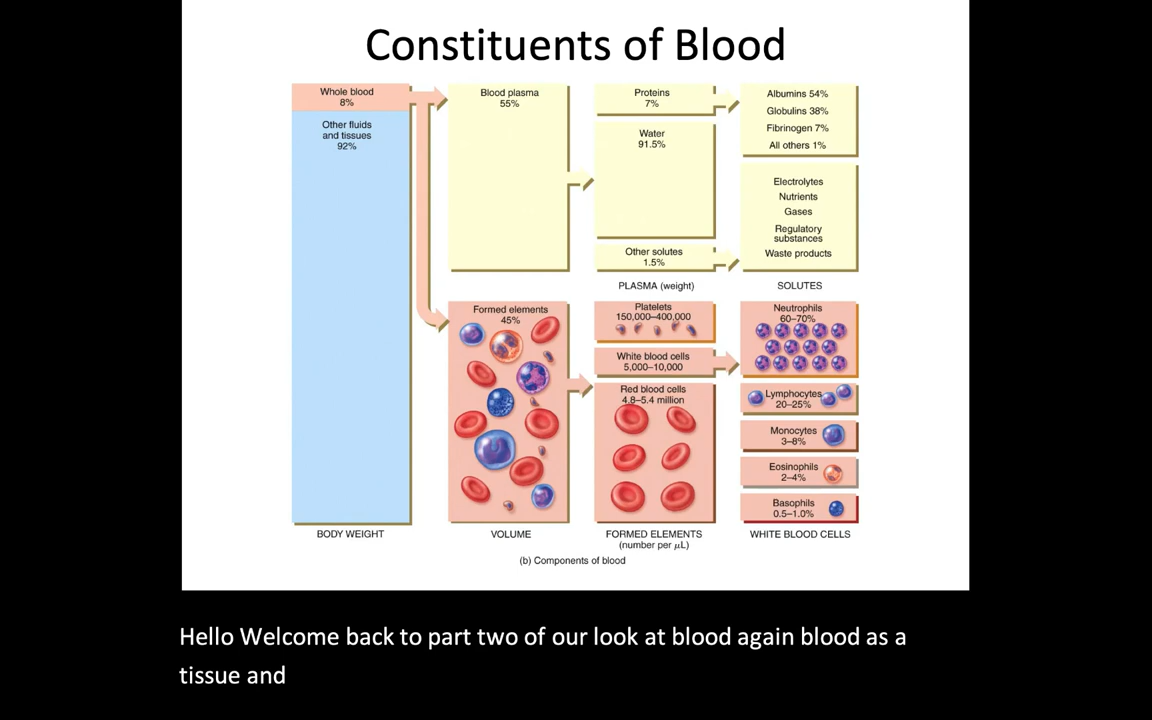 Constituents of Blood
Whole blood
8%
Other fluids
and tissues
92%
BODY WEIGHT
Blood plasma
55%
Formed elements
45%
VOLUME
Proteins
7%
Water
91.5%
Other solutes
1.5%
PLASMA (weight)
Albumins 54%
Globulins 38%
Fibrinogen 7%
All others 1%
Electrolytes
Nutrients
Gases
Regulatory
substances
Waste products
SOLUTES
Platelets
150,000–400,000
White blood cells
5,000–10,000
Red blood cells
4.8–5.4 million
FORMED ELEMENTS
(number per μL)
Neutrophils
60–70%
Lymphocytes
20–25%
Monocytes
3–8%
Eosinophils
2–4%
Basophils
0.5–1.0%
WHITE BLOOD CELLS
(b) Components of blood
Hello Welcome back to part two of our look at blood again blood as a
tissue and